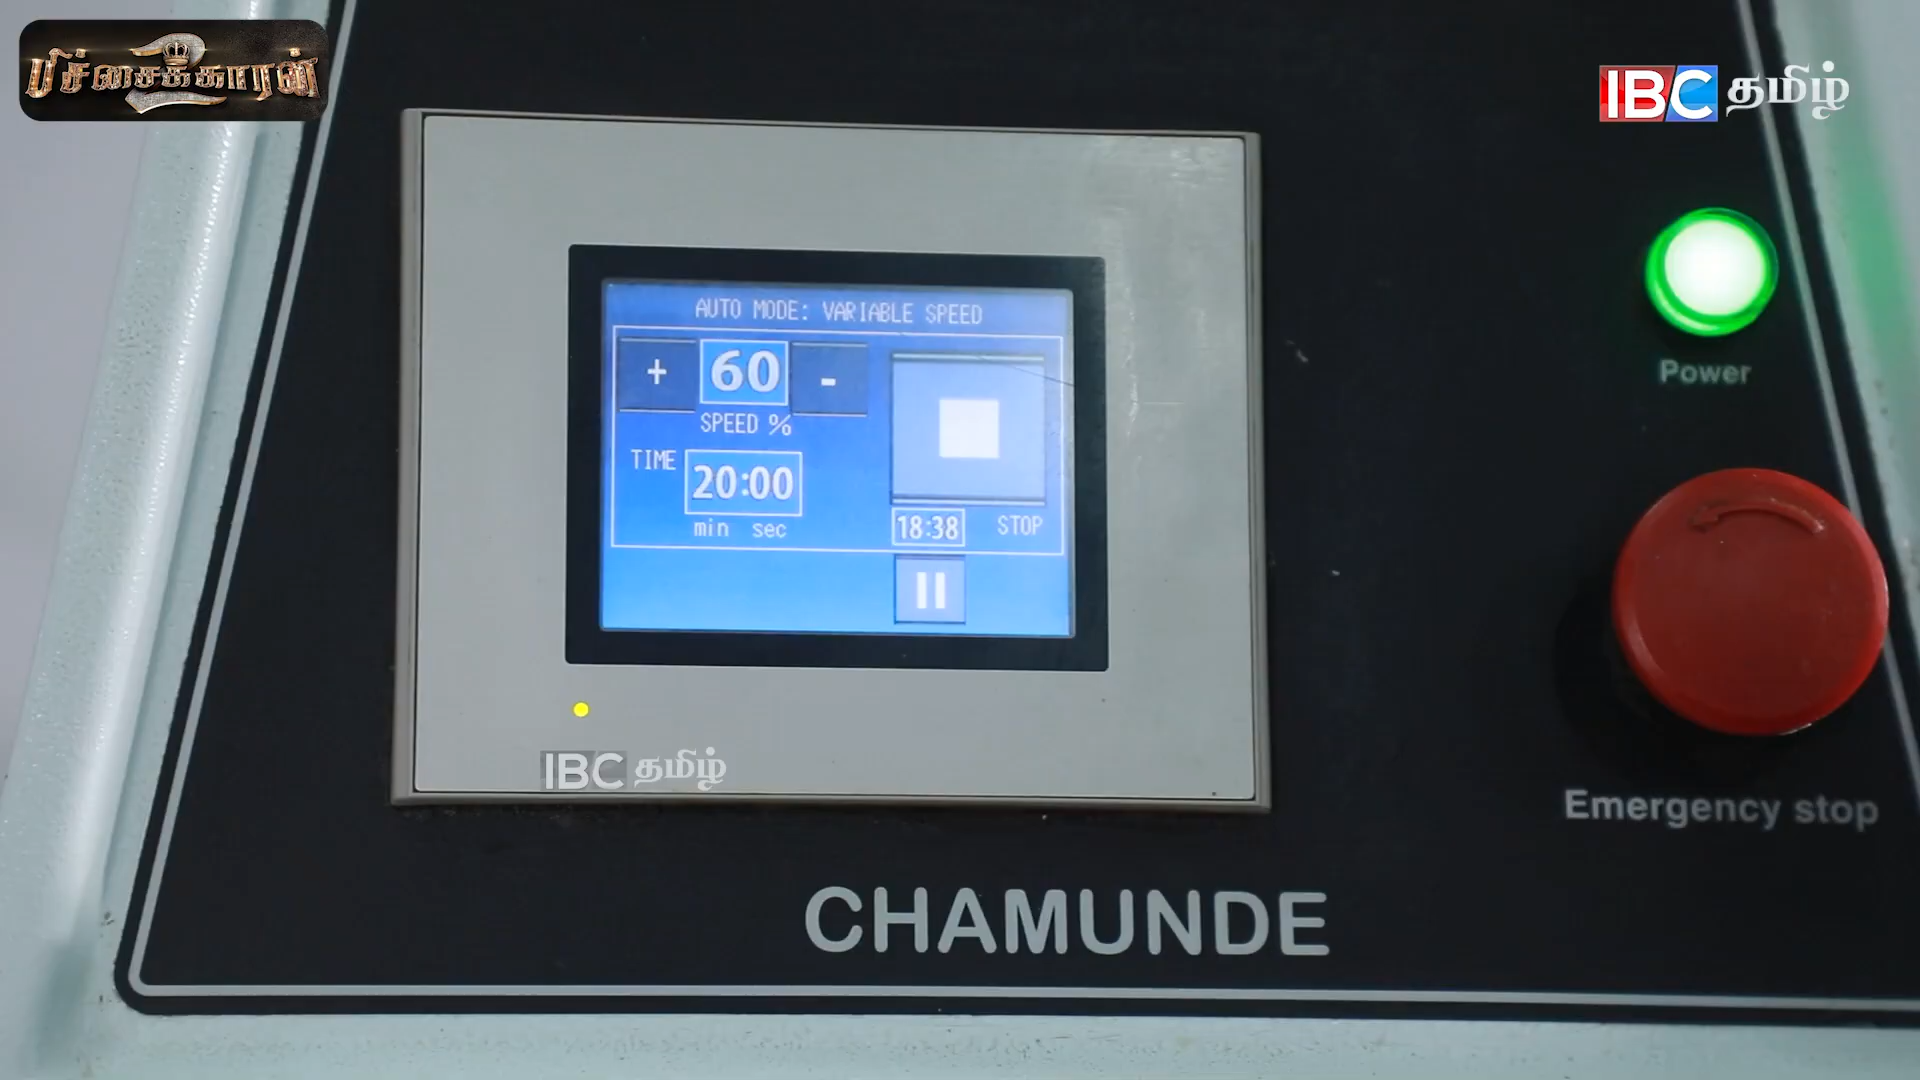 பிச்சைக்காரன்
2
IBC தமிழ்
AUTO MODE: VARIABLE SPEED
+ 60 -
SPEED %
TIME 20:00
min sec
18:38 STOP
Power
IBC தமிழ்
Emergency stop
CHAMUNDE